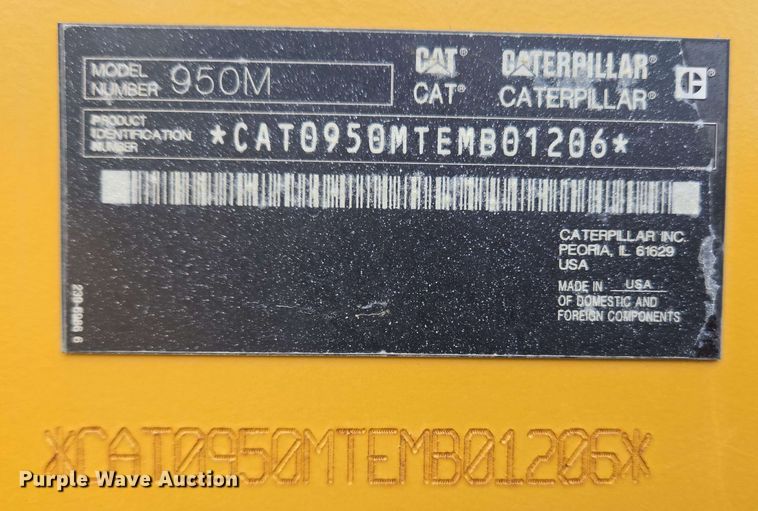 MODEL NUMBER 950M
CAT® CATERPILLAR®
CAT® CATERPILLAR®
PRODUCT IDENTIFICATION NUMBER *CAT0950MTEMB01206*
CATERPILLAR INC.
PEORIA, IL 61629
USA
MADE IN USA
OF DOMESTIC AND
FOREIGN COMPONENTS
*CAT0950MTEMB01206*
Purple Wave Auction